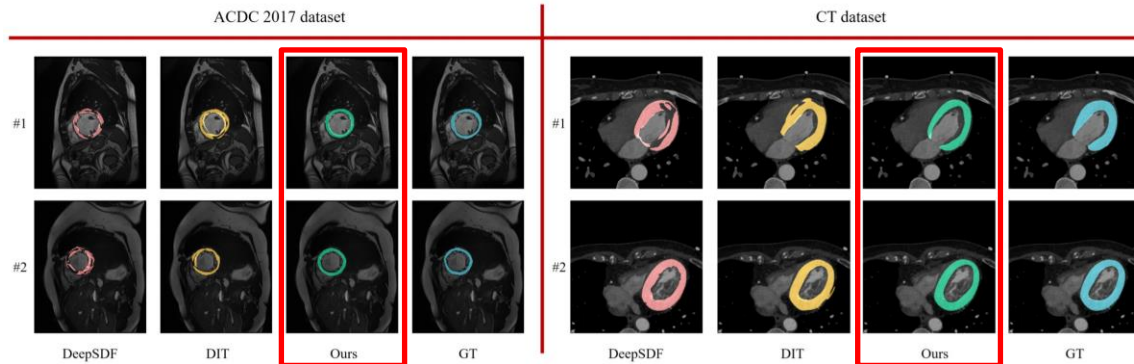 ACDC 2017 dataset CT dataset
#1 #1
#2 #2
DeepSDF DIT Ours GT DeepSDF DIT Ours GT